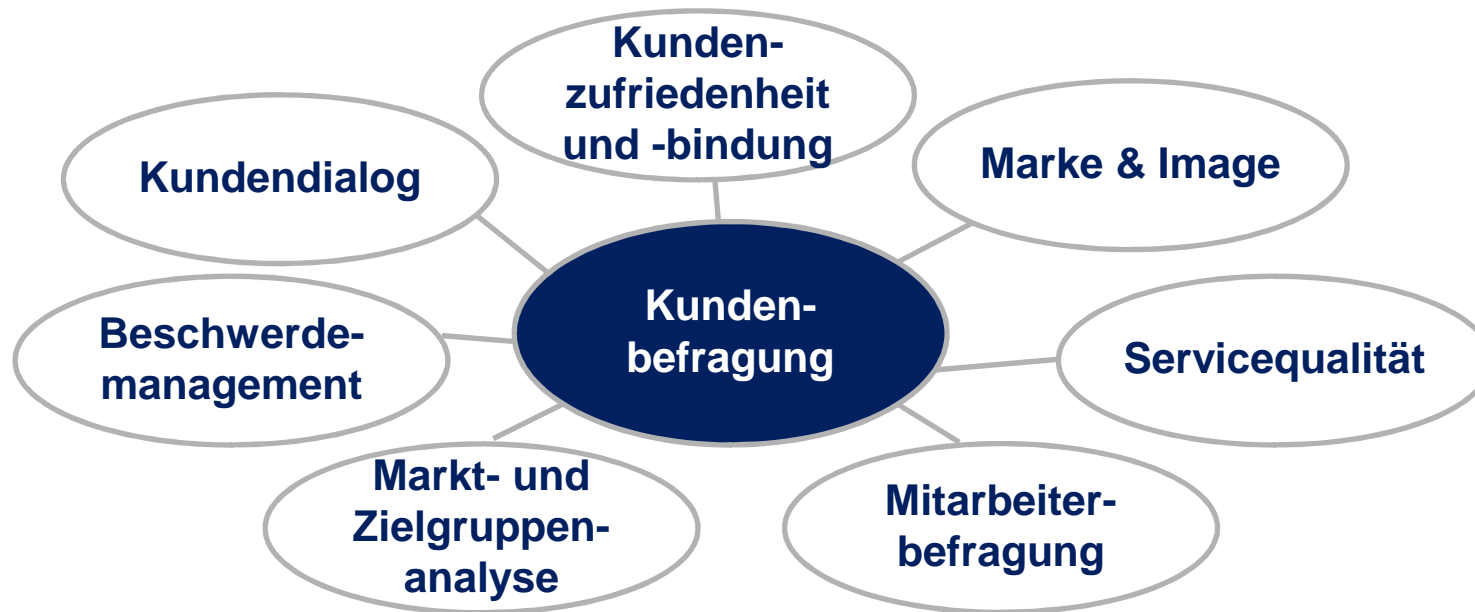 Kunden-
zufriedenheit
und -bindung
Kundendialog
Marke & Image
Kunden-
befragung
Beschwerde-
management
Servicequalität
Markt- und
Zielgruppen-
analyse
Mitarbeiter-
befragung